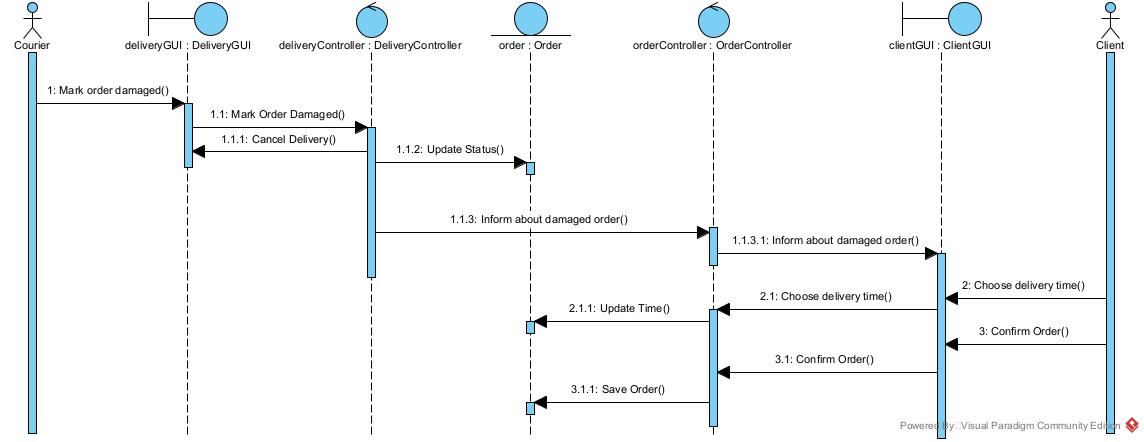 Courier
deliveryGUI : DeliveryGUI
deliveryController : DeliveryController
order : Order
orderController : OrderController
clientGUI : ClientGUI
Client
1: Mark order damaged()
1.1: Mark Order Damaged()
1.1.1: Cancel Delivery()
1.1.2: Update Status()
1.1.3: Inform about damaged order()
1.1.3.1: Inform about damaged order()
2: Choose delivery time()
2.1: Choose delivery time()
2.1.1: Update Time()
3: Confirm Order()
3.1: Confirm Order()
3.1.1: Save Order()
Powered By Visual Paradigm Community Edition